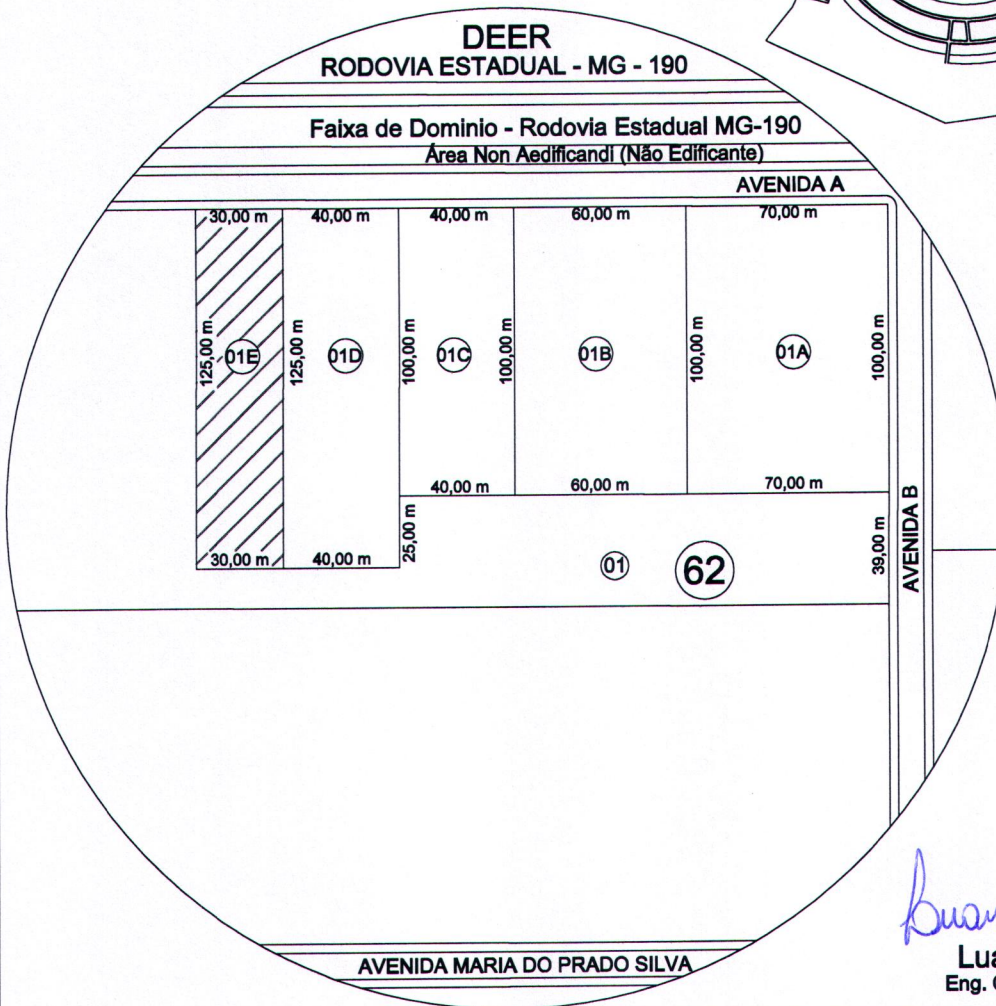 DEER
RODOVIA ESTADUAL - MG - 190
Faixa de Dominio - Rodovia Estadual MG-190
Área Non Aedificandi (Não Edificante)
AVENIDA A
30,00 m 40,00 m 40,00 m 60,00 m 70,00 m
125,00 m 01E 125,00 m 01D 100,00 m 01C 100,00 m 01B 100,00 m 01A 100,00 m
40,00 m 60,00 m 70,00 m
30,00 m 40,00 m 25,00 m 01 62 39,00 m AVENIDA B
AVENIDA MARIA DO PRADO SILVA
Eng.